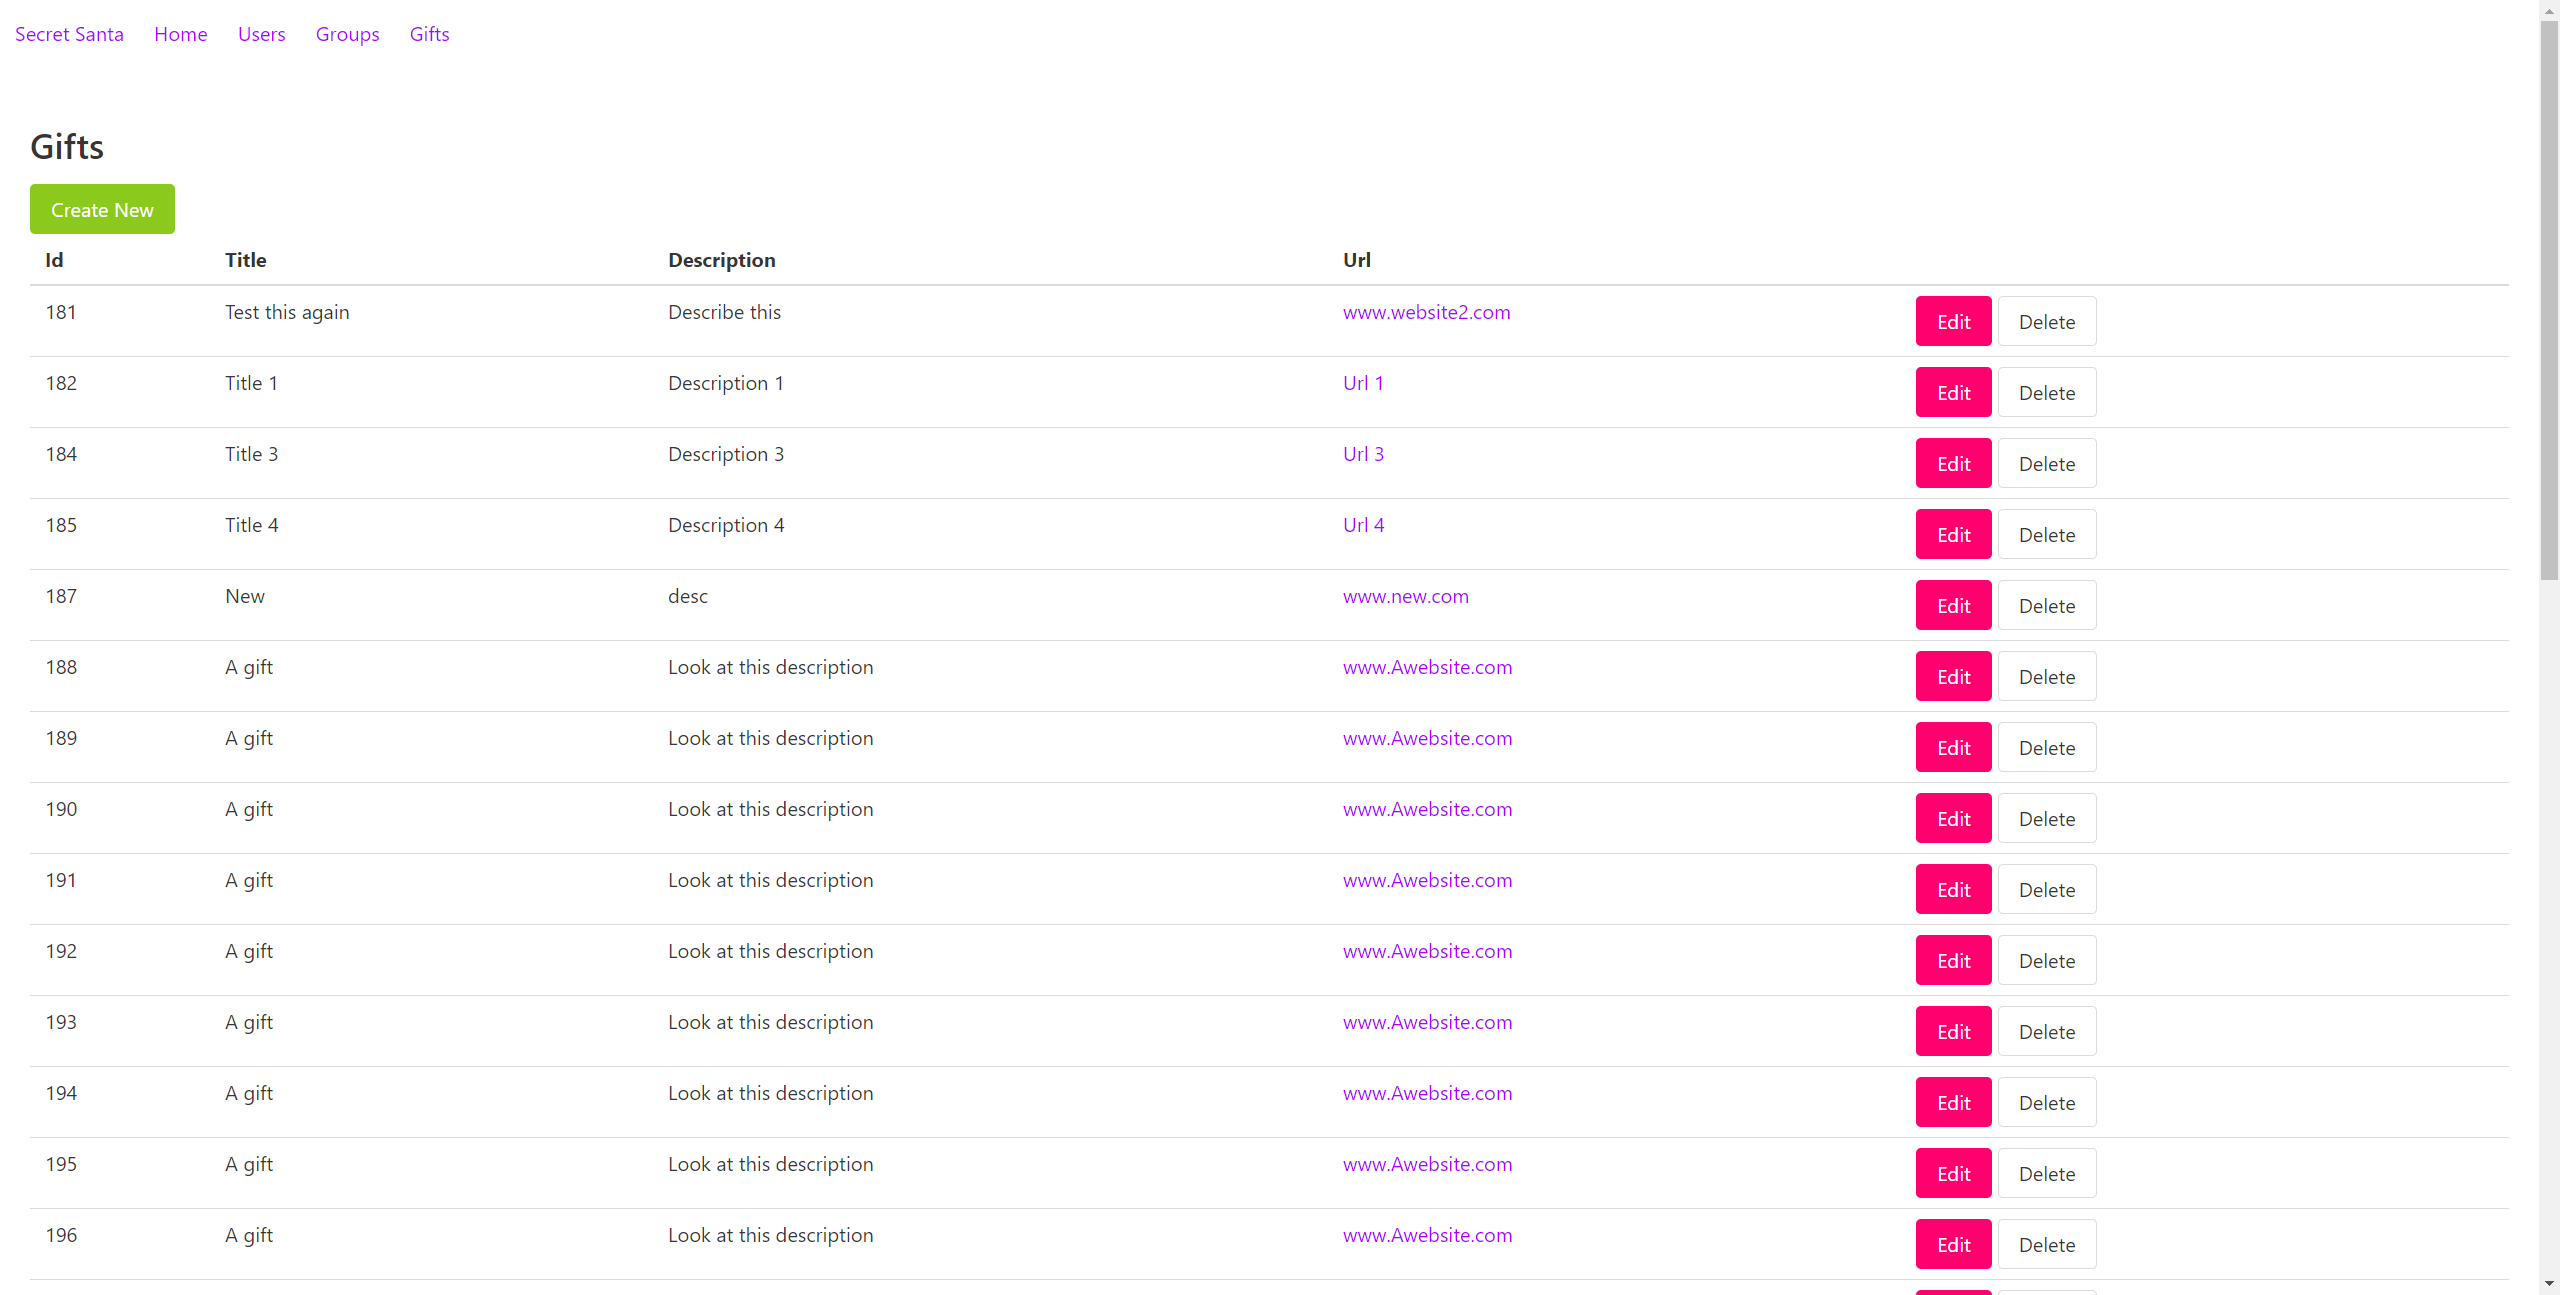 Secret Santa Home Users Groups Gifts
Gifts
Create New
Id Title Description Url
181 Test this again Describe this www.website2.com Edit Delete
182 Title 1 Description 1 Url 1 Edit Delete
184 Title 3 Description 3 Url 3 Edit Delete
185 Title 4 Description 4 Url 4 Edit Delete
187 New desc www.new.com Edit Delete
188 A gift Look at this description www.Awebsite.com Edit Delete
189 A gift Look at this description www.Awebsite.com Edit Delete
190 A gift Look at this description www.Awebsite.com Edit Delete
191 A gift Look at this description www.Awebsite.com Edit Delete
192 A gift Look at this description www.Awebsite.com Edit Delete
193 A gift Look at this description www.Awebsite.com Edit Delete
194 A gift Look at this description www.Awebsite.com Edit Delete
195 A gift Look at this description www.Awebsite.com Edit Delete
196 A gift Look at this description www.Awebsite.com Edit Delete